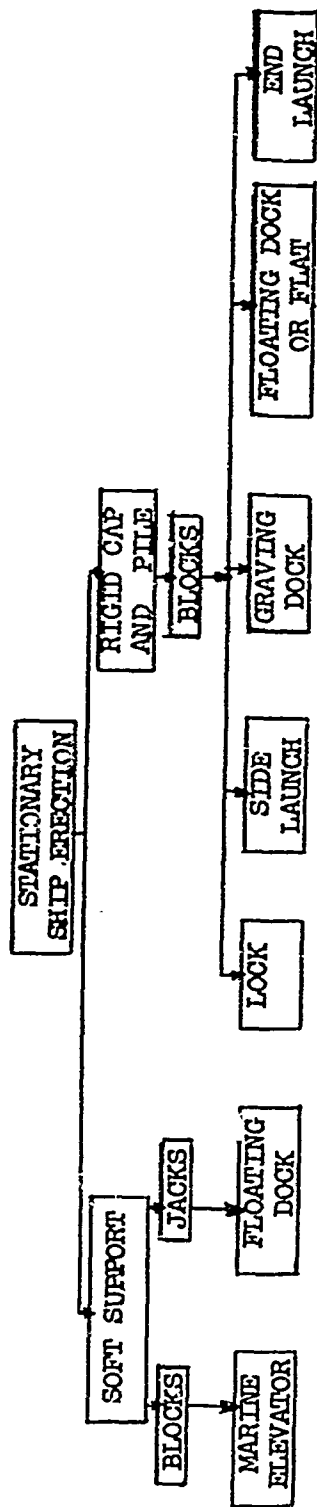 STATIONARY
SHIP ERECTION
SOFT SUPPORT
RIGID CAP
AND PILE
BLOCKS
JACKS
BLOCKS
MARINE
ELEVATOR
FLOATING
DOCK
LOCK
SIDE
LAUNCH
GRAVING
DOCK
FLOATING DOCK
OR FLAT
END
LAUNCH